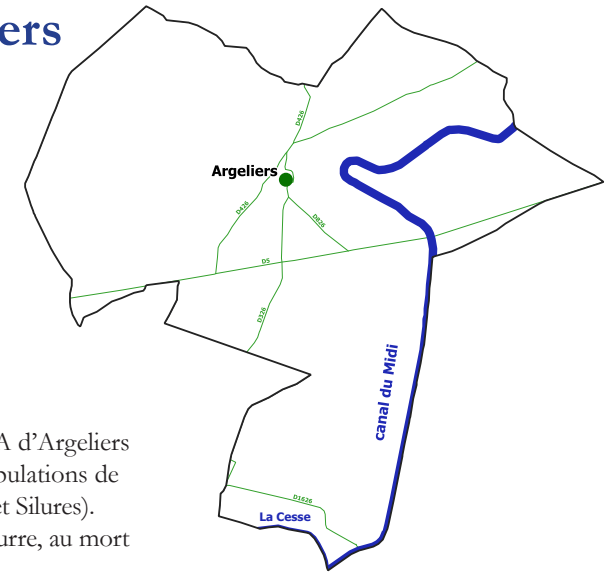 ers
D426
Argeliers
D426
D826
D5
D326
canal du Midi
A d'Argeliers
pulations de
et Silures).
urre, au mort
D1626
La Cesse